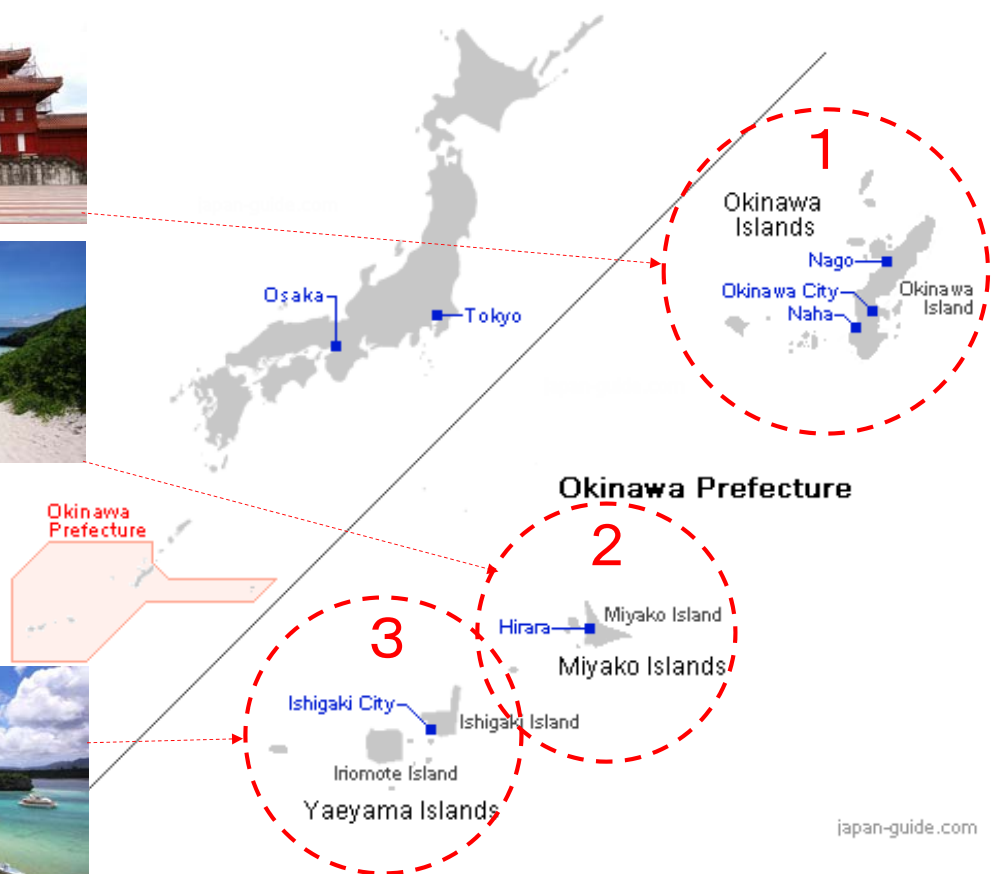 1
Okinawa
Islands
Nago
Okinawa City
Okinawa
Island
Naha
Osaka
Tokyo
Okinawa Prefecture
Okinawa
Prefecture
2
Miyako Island
Hirara
Miyako Islands
3
Ishigaki City
Ishigaki Island
Iriomote Island
Yaeyama Islands
japan-guide.com